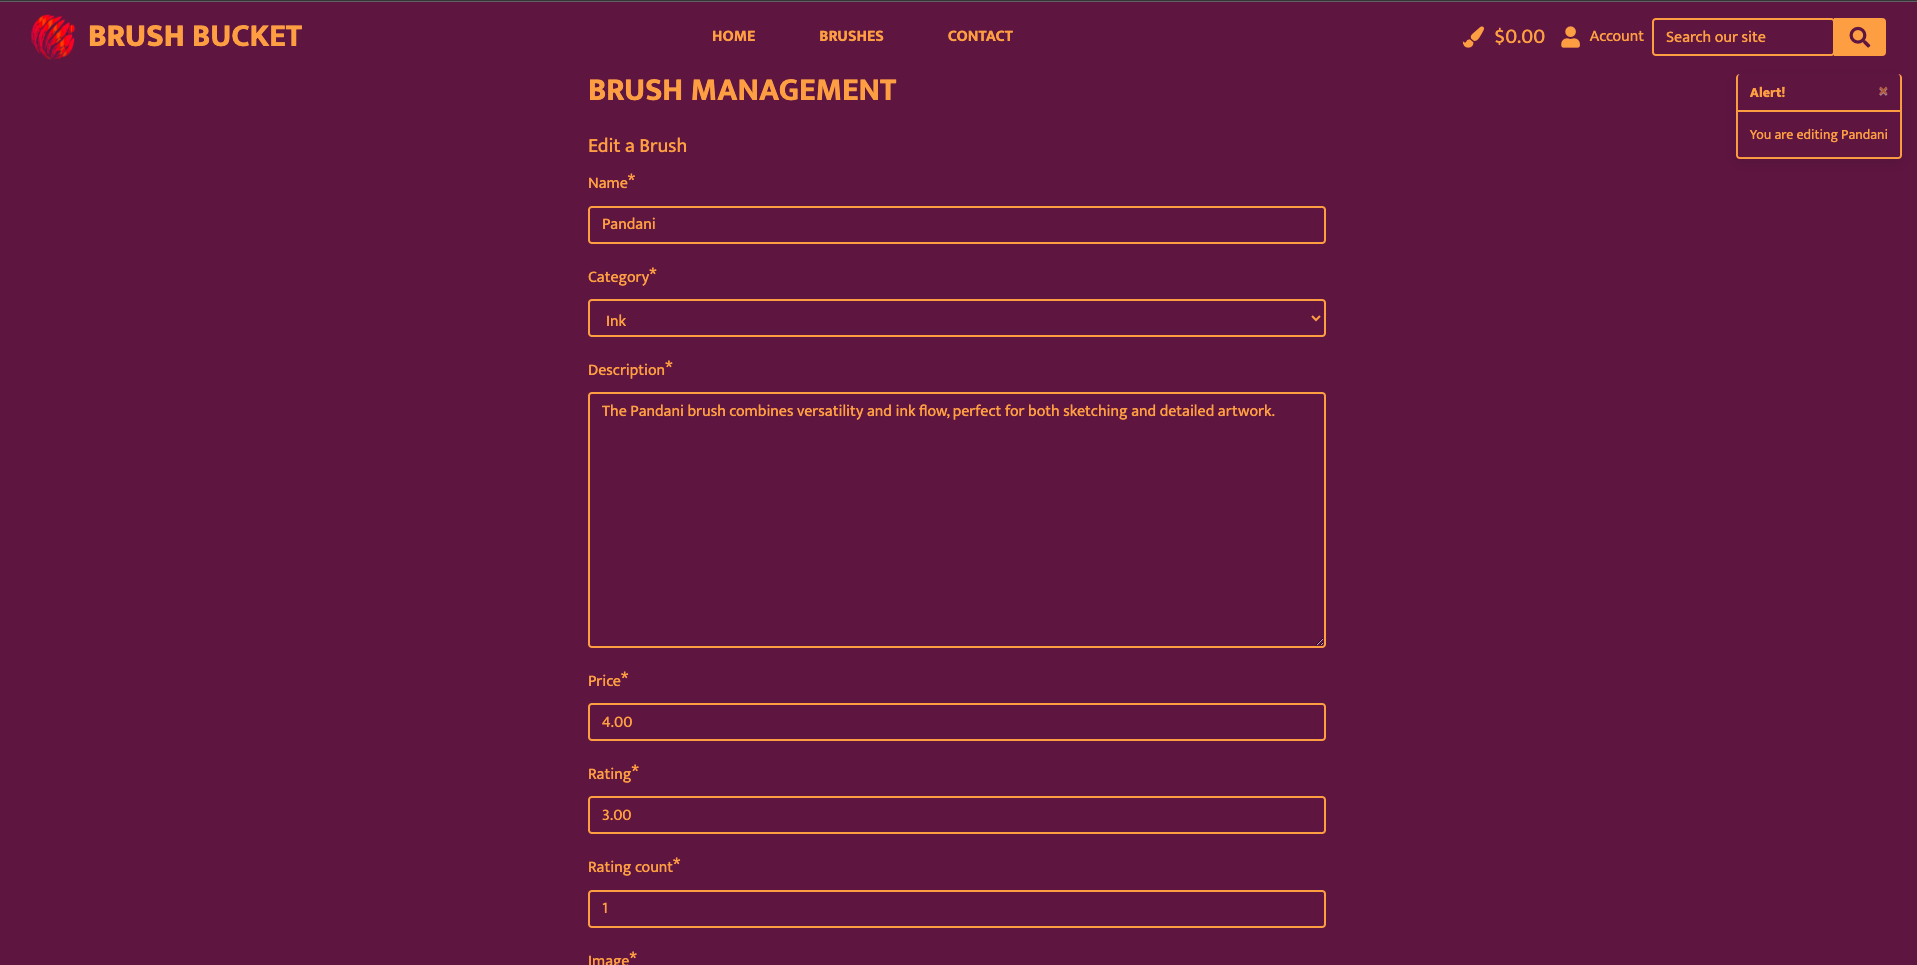 BRUSH BUCKET
HOME
BRUSHES
CONTACT
$0.00
Account
Search our site
BRUSH MANAGEMENT
Alert!
You are editing Pandani
Edit a Brush
Name*
Pandani
Category*
Ink
Description*
The Pandani brush combines versatility and ink flow, perfect for both sketching and detailed artwork.
Price*
4.00
Rating*
3.00
Rating count*
1
Image*